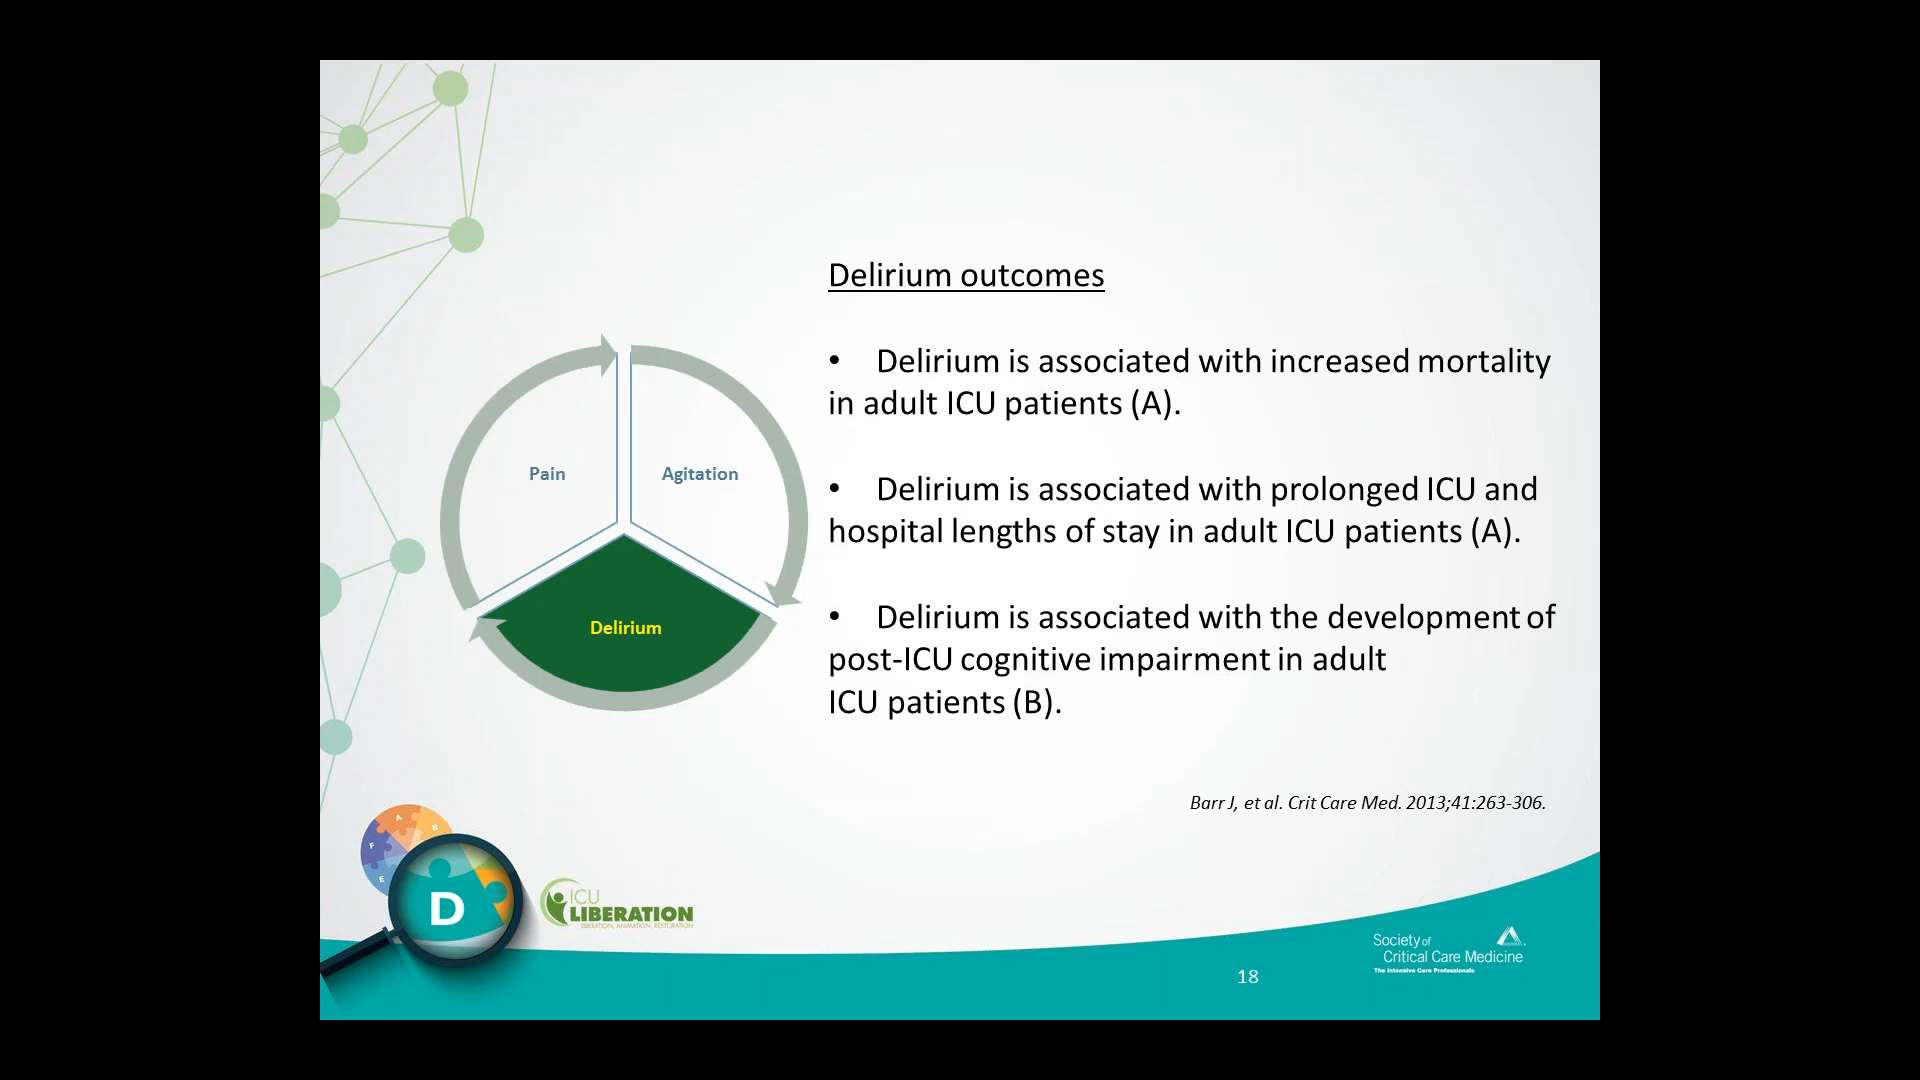 Delirium outcomes
• Delirium is associated with increased mortality
in adult ICU patients (A).
• Delirium is associated with prolonged ICU and
hospital lengths of stay in adult ICU patients (A).
• Delirium is associated with the development of
post-ICU cognitive impairment in adult
ICU patients (B).
Pain
Agitation
Delirium
Barr J, et al. Crit Care Med. 2013;41:263-306.
A
B
F
E
D
ICU
LIBERATION
LIBERATION, ANIMATION, RESTORATION
Society of
Critical Care Medicine
The Intensive Care Professionals
18